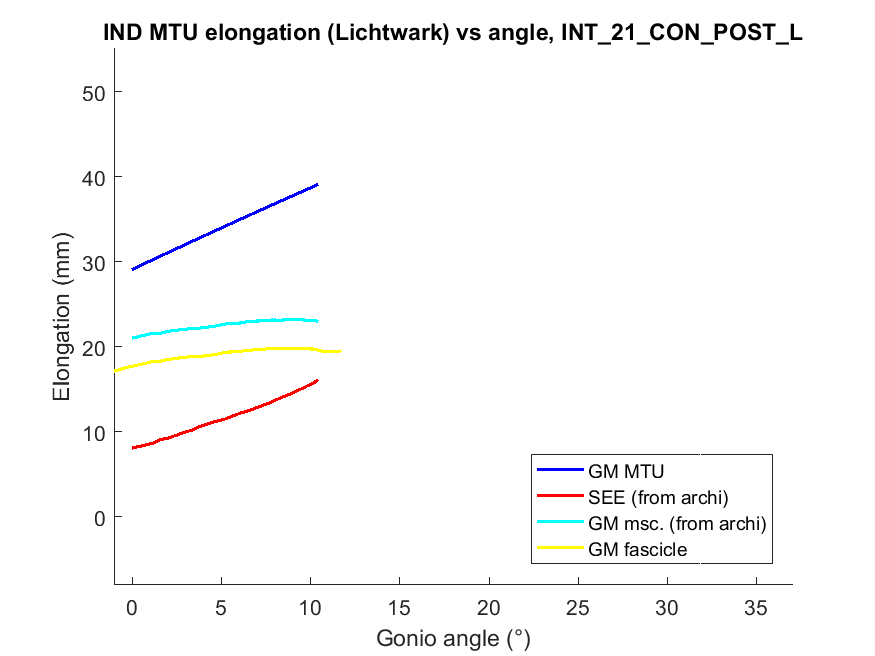 IND MTU elongation (Lichtwark) vs angle, INT_21_CON_POST_L
Elongation (mm)
50
40
30
20
10
0
0 5 10 15 20 25 30 35
Gonio angle (°)
GM MTU
SEE (from archi)
GM msc. (from archi)
GM fascicle